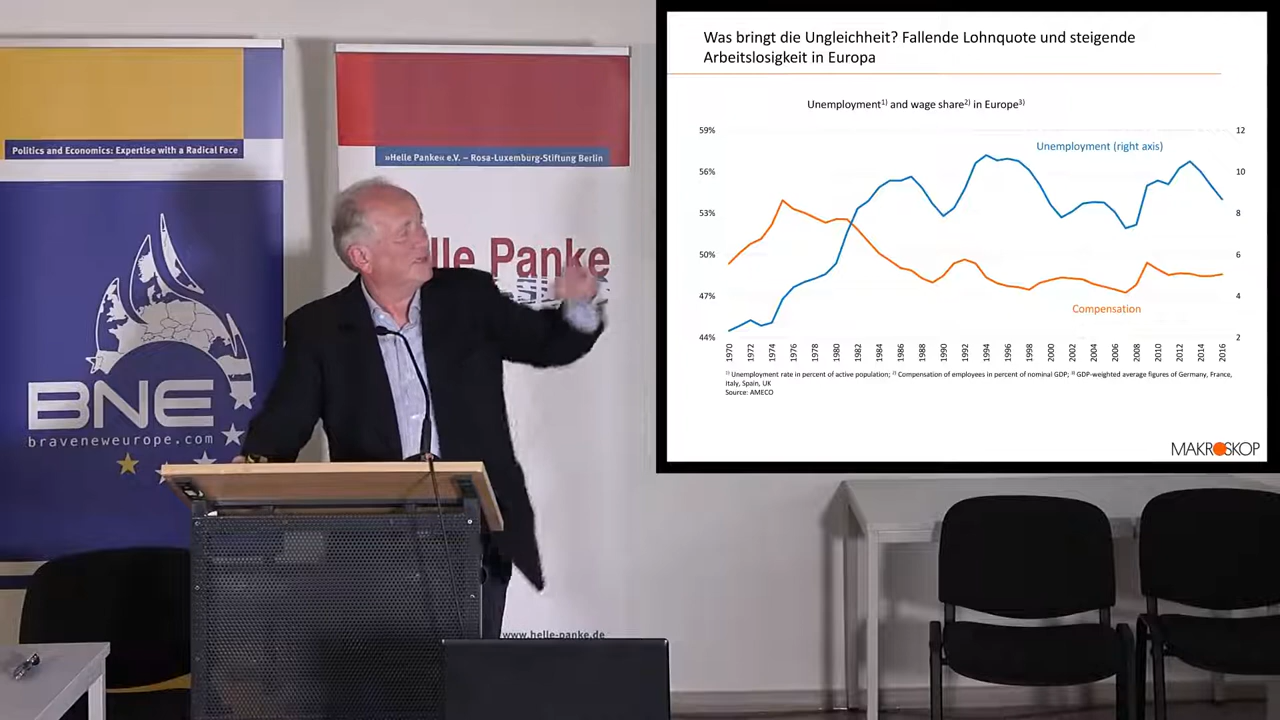 Politics and Economics: Expertise with a Radical Face
BNE
braveneweurope.com
»Helle Panke« e.V. – Rosa-Luxemburg-Stiftung Berlin
lle Panke
www.helle-panke.de
Was bringt die Ungleichheit? Fallende Lohnquote und steigende
Arbeitslosigkeit in Europa
Unemployment¹⁾ and wage share²⁾ in Europe³⁾
59%
56%
53%
50%
47%
44%
12
10
8
6
4
2
Unemployment (right axis)
Compensation
1970
1972
1974
1976
1978
1980
1982
1984
1986
1988
1990
1992
1994
1996
1998
2000
2002
2004
2006
2008
2010
2012
2014
2016
¹⁾ Unemployment rate in percent of active population; ²⁾ Compensation of employees in percent of nominal GDP; ³⁾ GDP-weighted average figures of Germany, France,
Italy, Spain, UK
Source: AMECO
MAKROSKOP